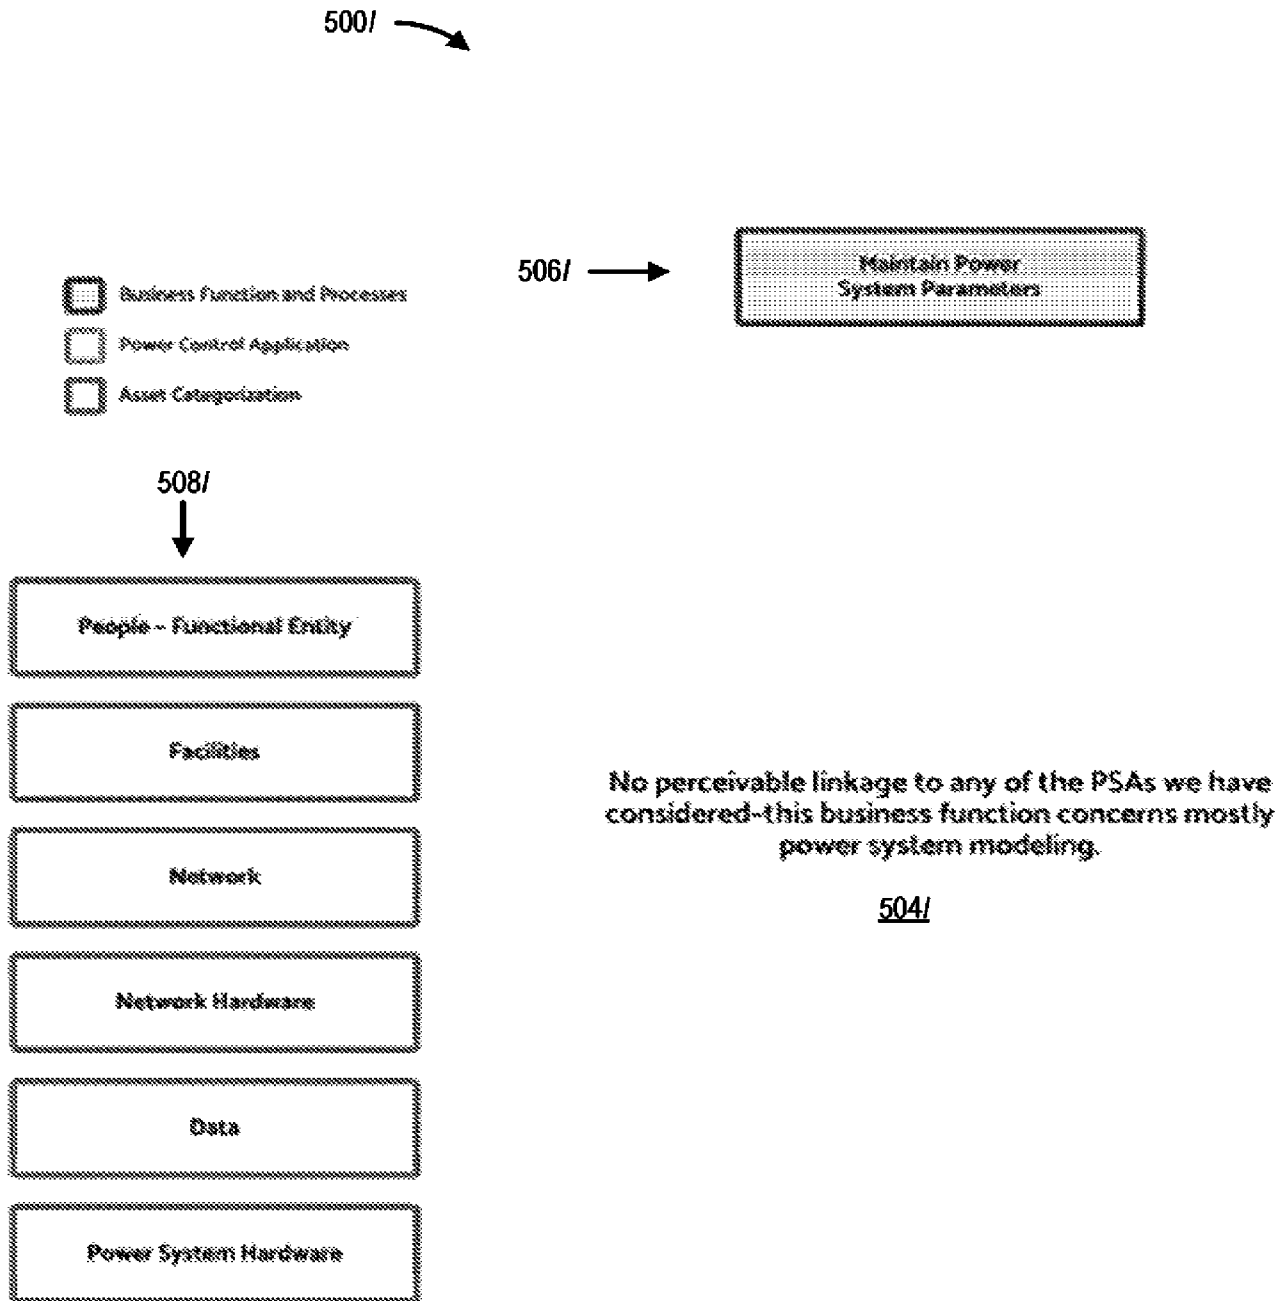 500/
506/
Maintain Power
System Parameters
Business Function and Processes
Power Control Application
Asset Categorization
508/
People – Functional Entity
Facilities
Network
Network Hardware
Data
Power System Hardware
No perceivable linkage to any of the PSAs we have
considered-this business function concerns mostly
power system modeling.
504/